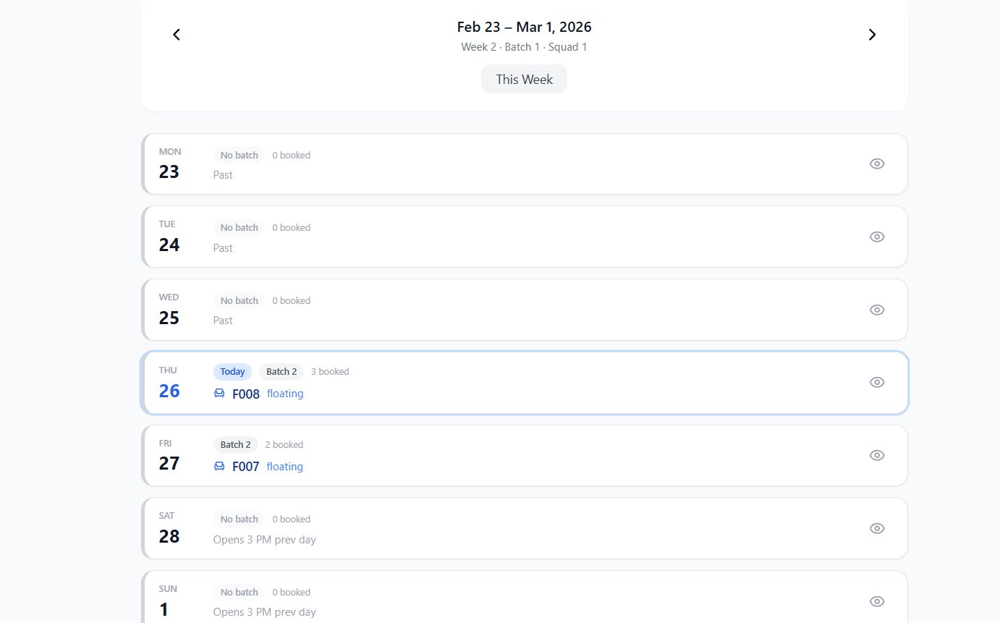 Feb 23 – Mar 1, 2026
Week 2 · Batch 1 · Squad 1
This Week
MON
23
No batch 0 booked
Past
TUE
24
No batch 0 booked
Past
WED
25
No batch 0 booked
Past
THU
26
Today Batch 2 3 booked
F008 floating
FRI
27
Batch 2 2 booked
F007 floating
SAT
28
No batch 0 booked
Opens 3 PM prev day
SUN
1
No batch 0 booked
Opens 3 PM prev day